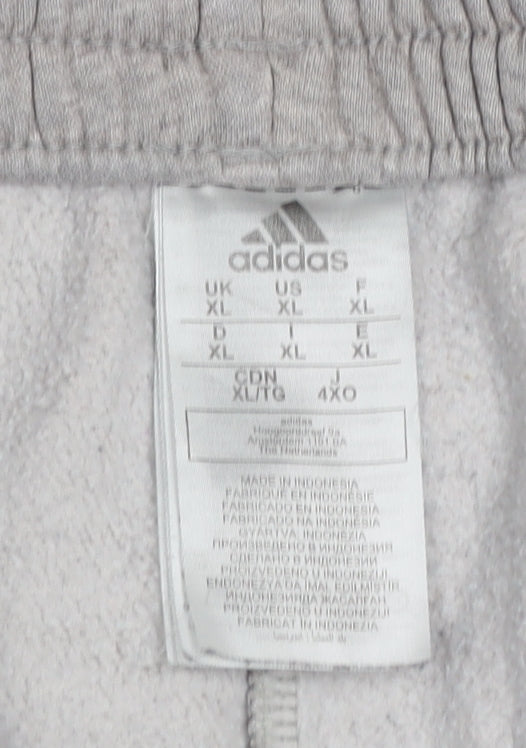 adidas
UK US F
XL XL XL
D I E
XL XL XL
CDN J
XL/TG 4XO
adidas
Hoogoorddreef 9a
Amsterdam 1101 BA
The Netherlands
MADE IN INDONESIA
FABRIQUÉ EN INDONÉSIE
FABRICADO EN INDONESIA
FABRICADO NA INDONÉSIA
GYÁRTVA: INDONÉZIA
ПРОИЗВЕДЕНО В ИНДОНЕЗИЯ
СДЕЛАНО В ИНДОНЕЗИИ
PROIZVEDENO U INDONEZIJI
ENDONEZYA'DA İMAL EDİLMİŞTİR
ИНДОНЕЗИЯДА ЖАСАЛҒАН
PROIZVEDENO U INDONEZIJI
FABRICAT ÎN INDONEZIA